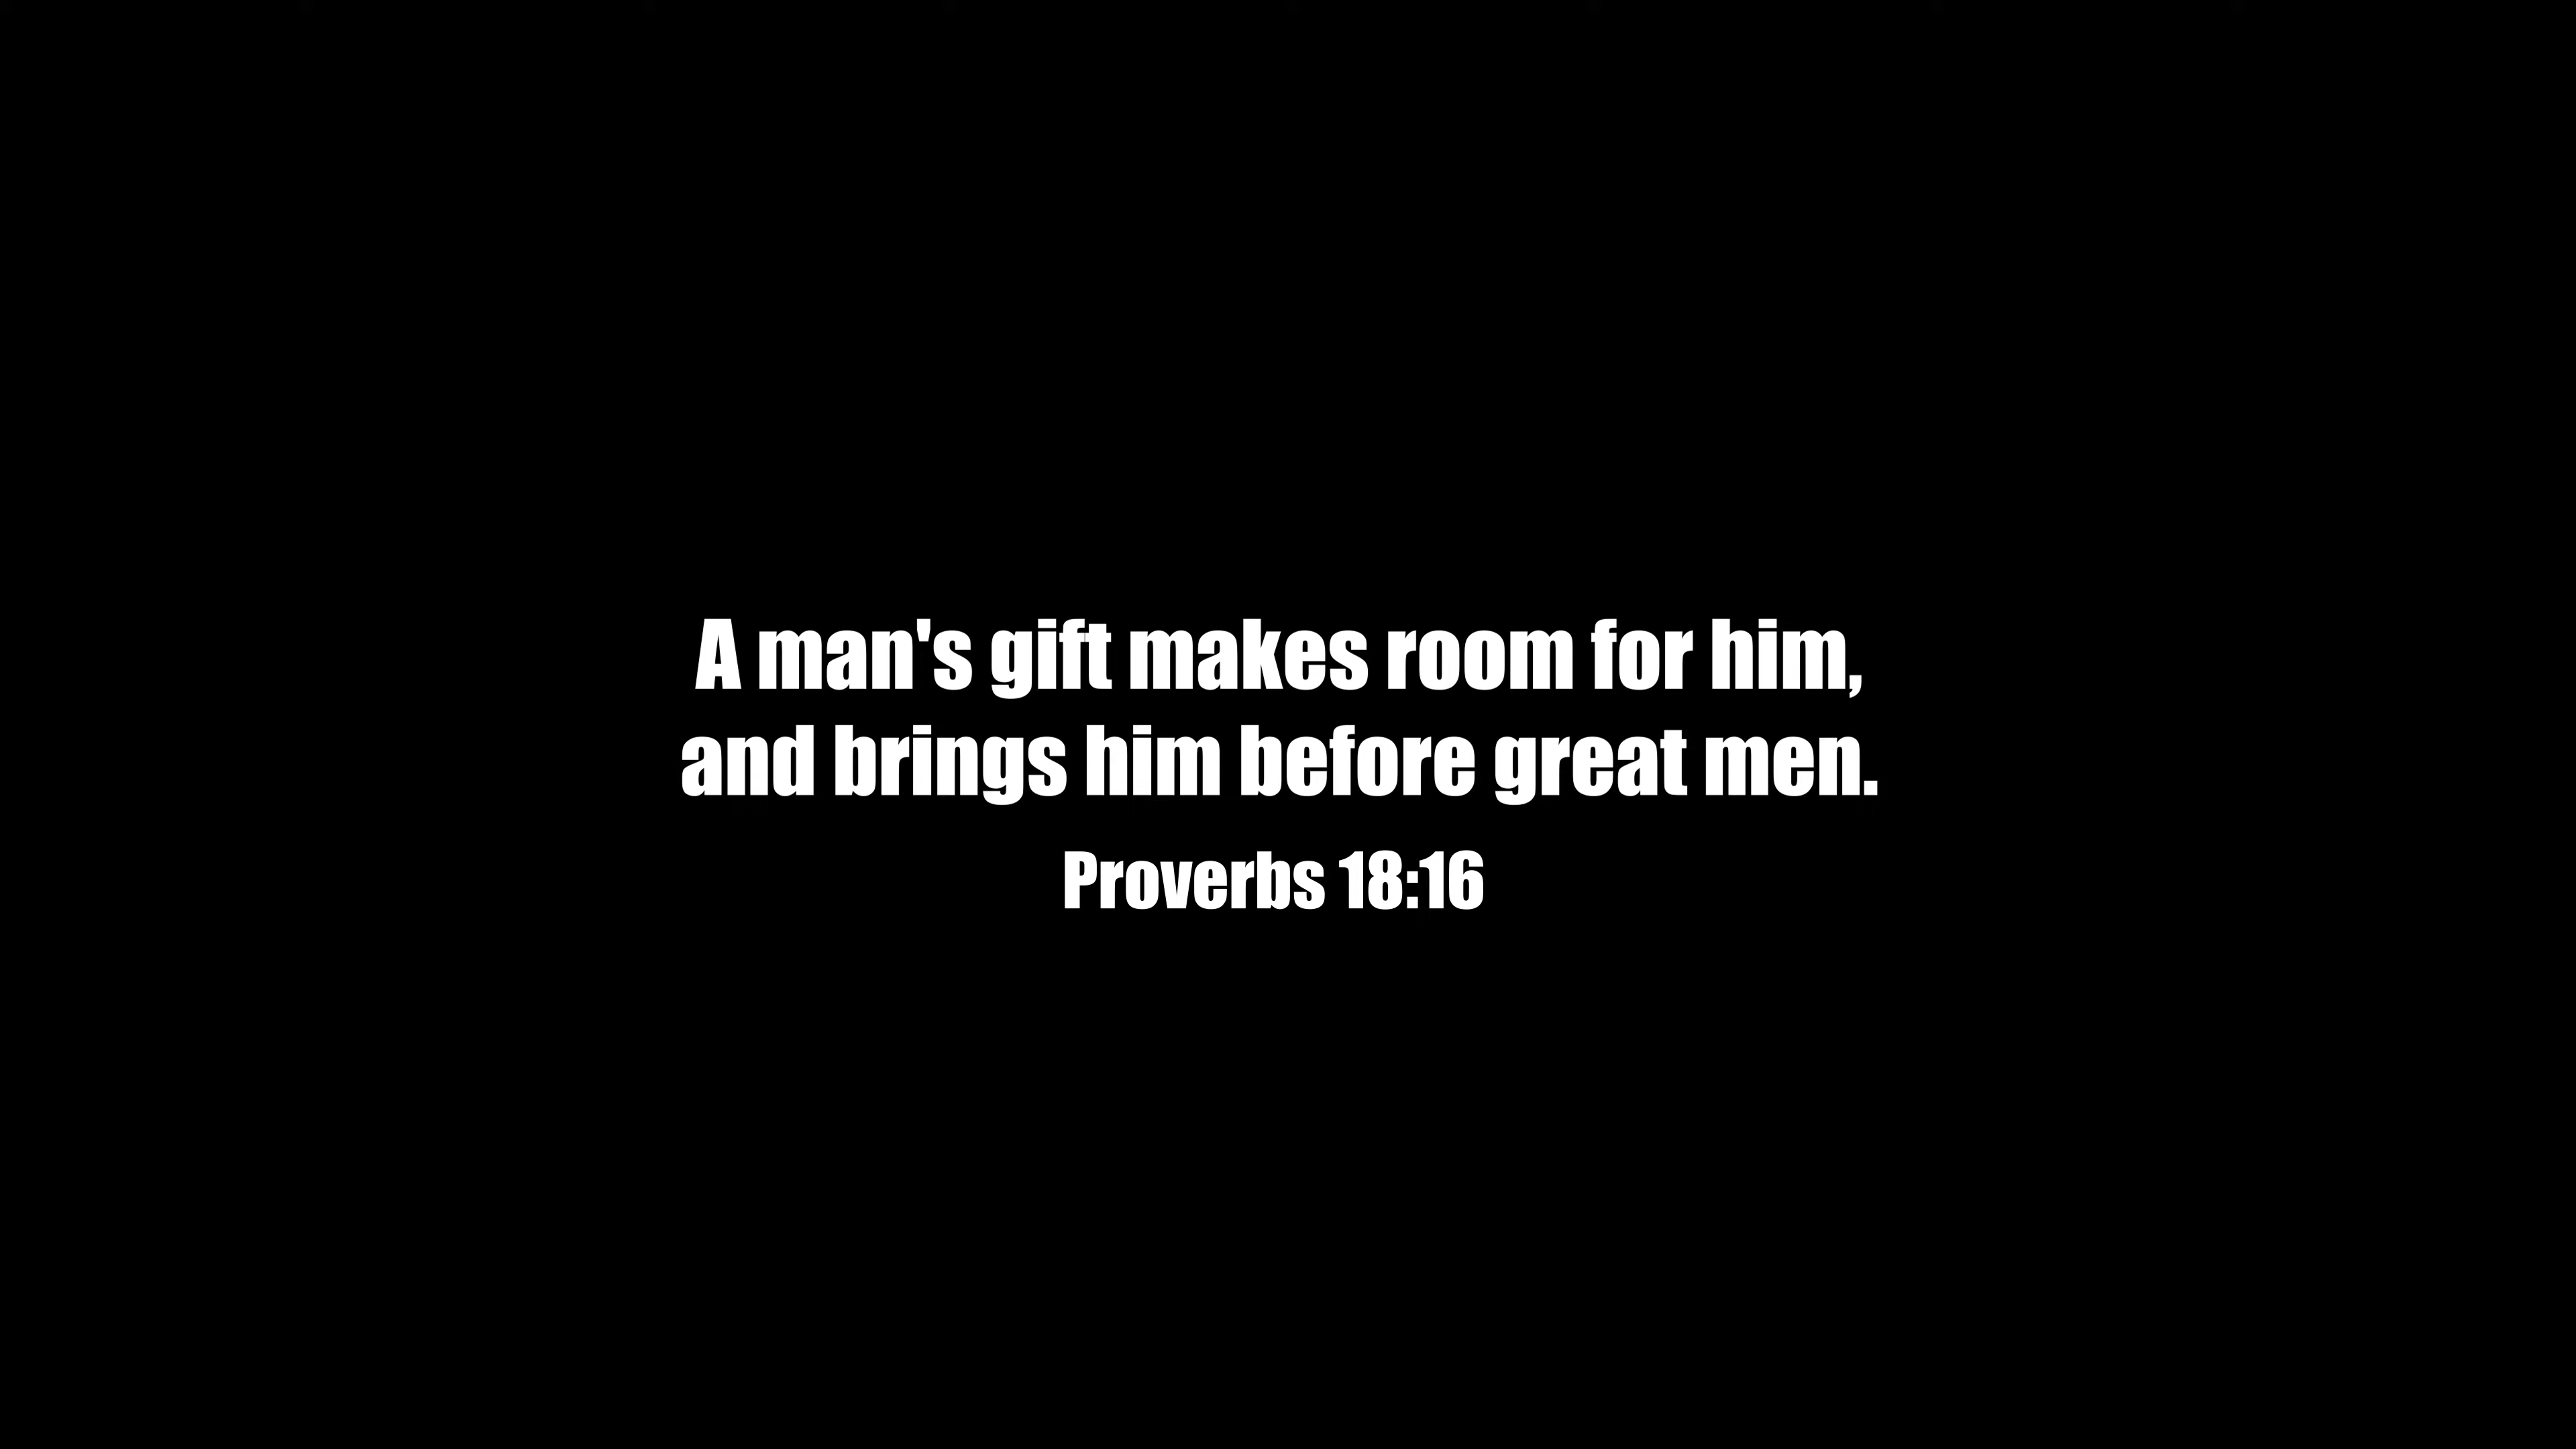 A man's gift makes room for him,
and brings him before great men.
Proverbs 18:16